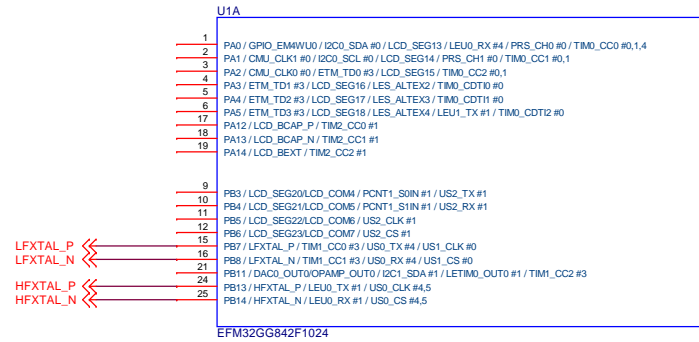 U1A
1 PA0 / GPIO_EM4WU0 / I2C0_SDA #0 / LCD_SEG13 / LEU0_RX #4 / PRS_CH0 #0 / TIM0_CC0 #0,1,4
2 PA1 / CMU_CLK1 #0 / I2C0_SCL #0 / LCD_SEG14 / PRS_CH1 #0 / TIM0_CC1 #0,1
3 PA2 / CMU_CLK0 #0 / ETM_TD0 #3 / LCD_SEG15 / TIM0_CC2 #0,1
4 PA3 / ETM_TD1 #3 / LCD_SEG16 / LES_ALTEX2 / TIM0_CDTI0 #0
5 PA4 / ETM_TD2 #3 / LCD_SEG17 / LES_ALTEX3 / TIM0_CDTI1 #0
6 PA5 / ETM_TD3 #3 / LCD_SEG18 / LES_ALTEX4 / LEU1_TX #1 / TIM0_CDTI2 #0
17 PA12 / LCD_BCAP_P / TIM2_CC0 #1
18 PA13 / LCD_BCAP_N / TIM2_CC1 #1
19 PA14 / LCD_BEXT / TIM2_CC2 #1
9 PB3 / LCD_SEG20/LCD_COM4 / PCNT1_S0IN #1 / US2_TX #1
10 PB4 / LCD_SEG21/LCD_COM5 / PCNT1_S1IN #1 / US2_RX #1
11 PB5 / LCD_SEG22/LCD_COM6 / US2_CLK #1
12 PB6 / LCD_SEG23/LCD_COM7 / US2_CS #1
LFXTAL_P 15 PB7 / LFXTAL_P / TIM1_CC0 #3 / US0_TX #4 / US1_CLK #0
LFXTAL_N 16 PB8 / LFXTAL_N / TIM1_CC1 #3 / US0_RX #4 / US1_CS #0
21 PB11 / DAC0_OUT0/OPAMP_OUT0 / I2C1_SDA #1 / LETIM0_OUT0 #1 / TIM1_CC2 #3
HFXTAL_P 24 PB13 / HFXTAL_P / LEU0_TX #1 / US0_CLK #4,5
HFXTAL_N 25 PB14 / HFXTAL_N / LEU0_RX #1 / US0_CS #4,5
EFM32GG842F1024